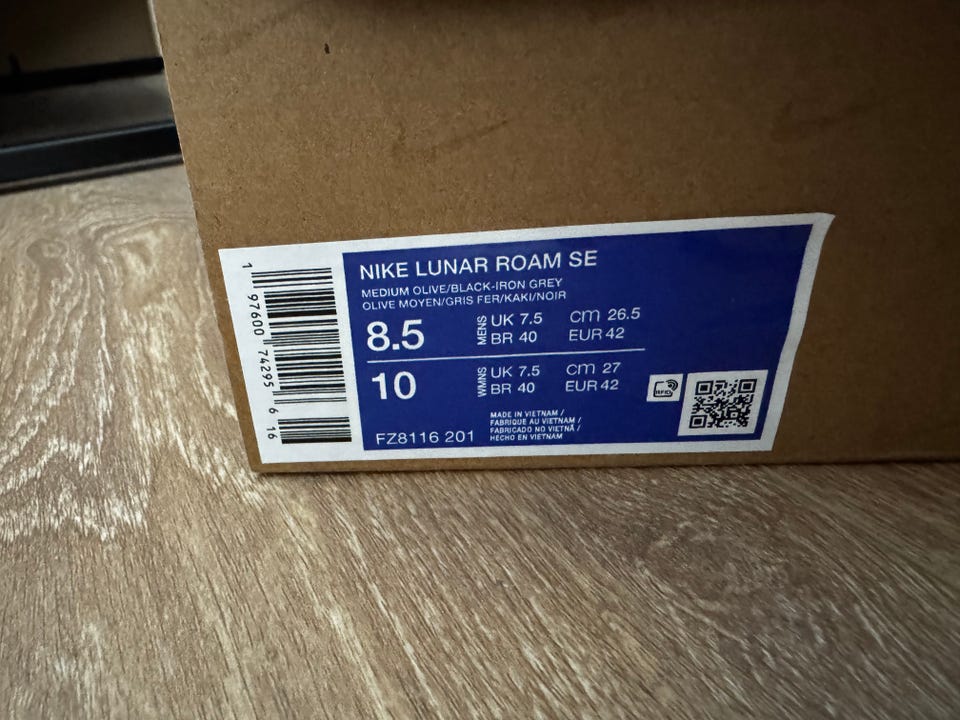 1 97600 74295 6 16
NIKE LUNAR ROAM SE
MEDIUM OLIVE/BLACK-IRON GREY
OLIVE MOYEN/GRIS FER/KAKI/NOIR
8.5
MENS
UK 7.5 cm 26.5
BR 40 EUR 42
10
WMNS
UK 7.5 cm 27
BR 40 EUR 42
FZ8116 201
MADE IN VIETNAM /
FABRIQUE AU VIETNAM /
FABRICADO NO VIETNÃ /
HECHO EN VIETNAM
RFID